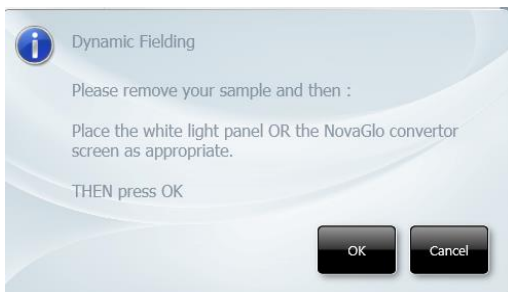 Dynamic Fielding
Please remove your sample and then :
Place the white light panel OR the NovaGlo convertor
screen as appropriate.
THEN press OK
OK
Cancel